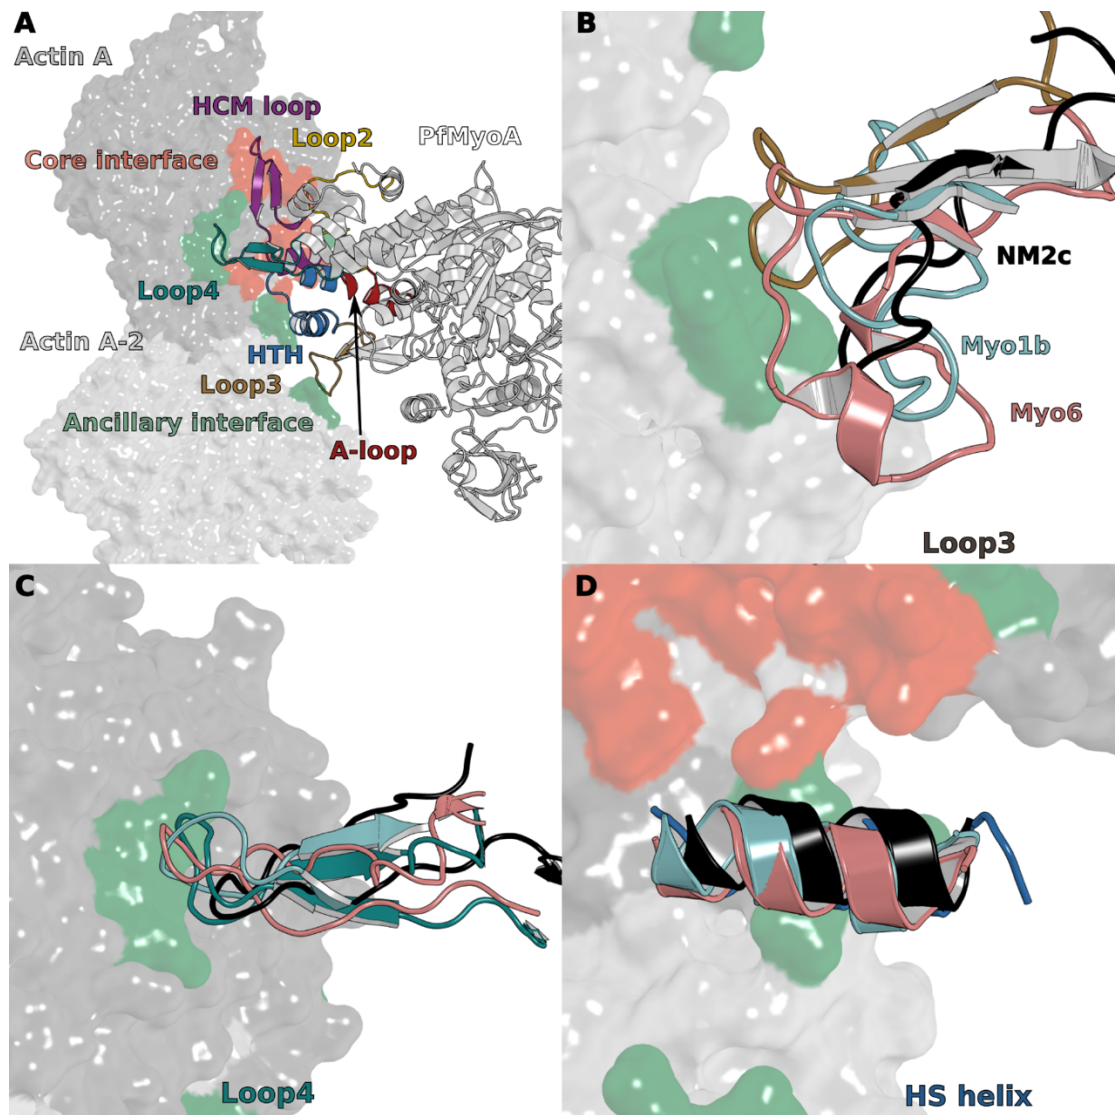 A
Actin A
HCM loop
Loop2
Core interface
PfMyoA
Loop4
Actin A-2
HTH
Loop3
Ancillary interface
A-loop
B
NM2c
Myo1b
Myo6
Loop3
C
Loop4
D
HS helix